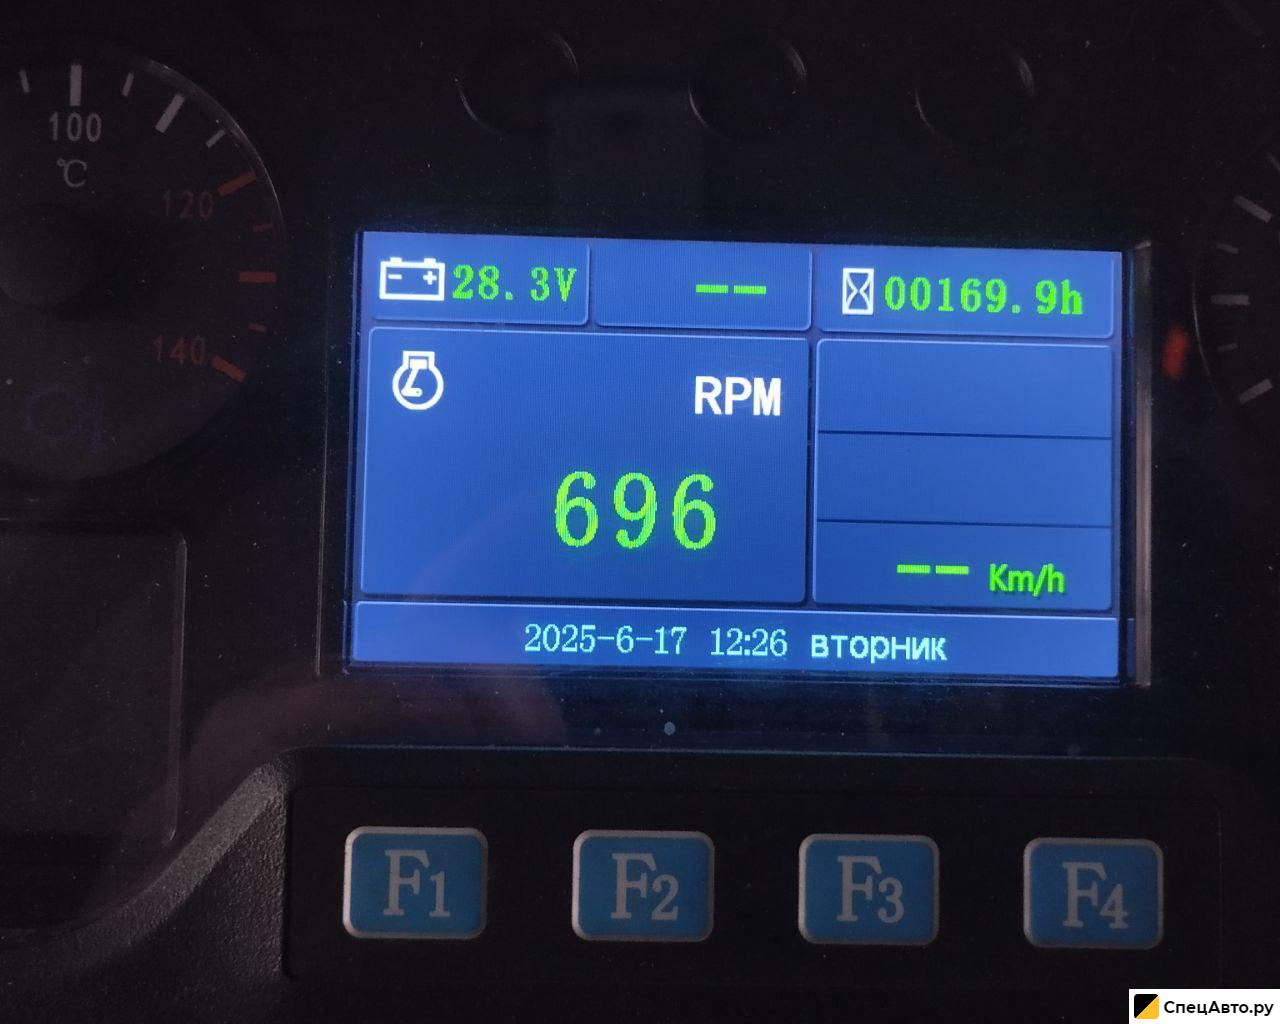 100
°C
120
140
28.3V
--
00169.9h
RPM
696
-- Km/h
2025-6-17 12:26 вторник
F1
F2
F3
F4
СпецАвто.ру